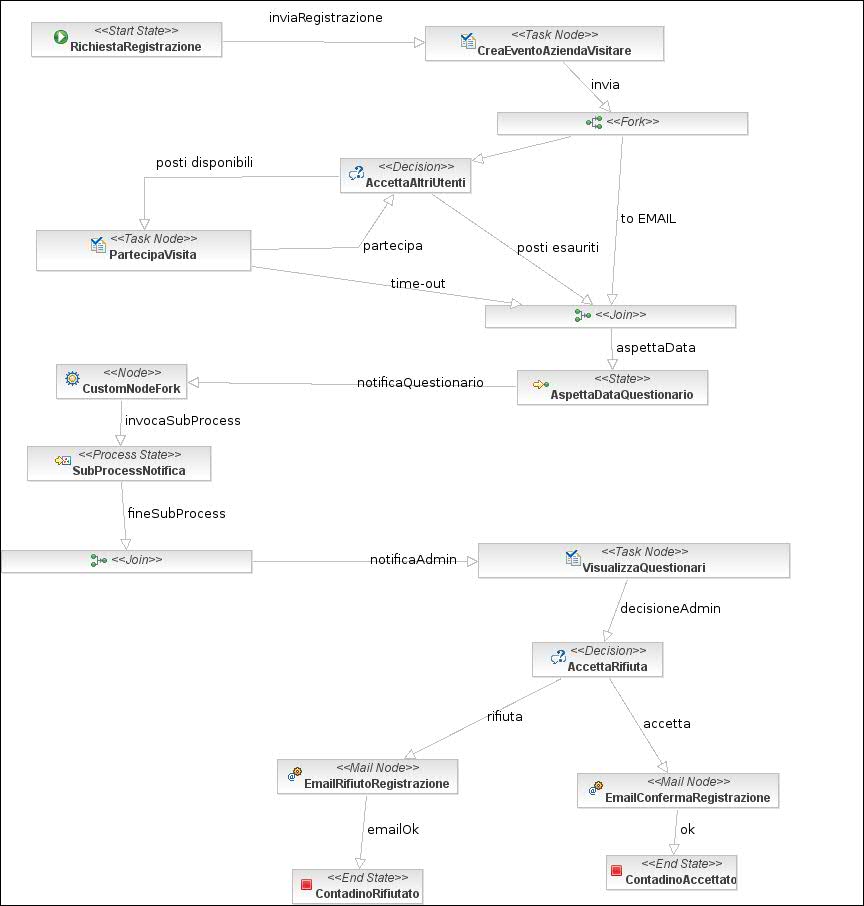 inviaRegistrazione
<<Start State>>
RichiestaRegistrazione
<<Task Node>>
CreaEventoAziendaVisitare
invia
<<Fork>>
posti disponibili
<<Decision>>
AccettaAltriUtenti
to EMAIL
<<Task Node>>
PartecipaVisita
partecipa
posti esauriti
time-out
<<Join>>
aspettaData
<<Node>>
CustomNodeFork
notificaQuestionario
<<State>>
AspettaDataQuestionario
invocaSubProcess
<<Process State>>
SubProcessNotifica
fineSubProcess
<<Join>>
notificaAdmin
<<Task Node>>
VisualizzaQuestionari
decisioneAdmin
<<Decision>>
AccettaRifiuta
rifiuta
accetta
<<Mail Node>>
EmailRifiutoRegistrazione
<<Mail Node>>
EmailConfermaRegistrazione
emailOk
ok
<<End State>>
ContadinoRifiutato
<<End State>>
ContadinoAccettato